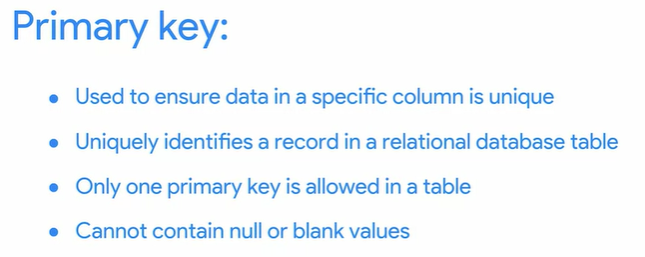 Primary key:
• Used to ensure data in a specific column is unique
• Uniquely identifies a record in a relational database table
• Only one primary key is allowed in a table
• Cannot contain null or blank values